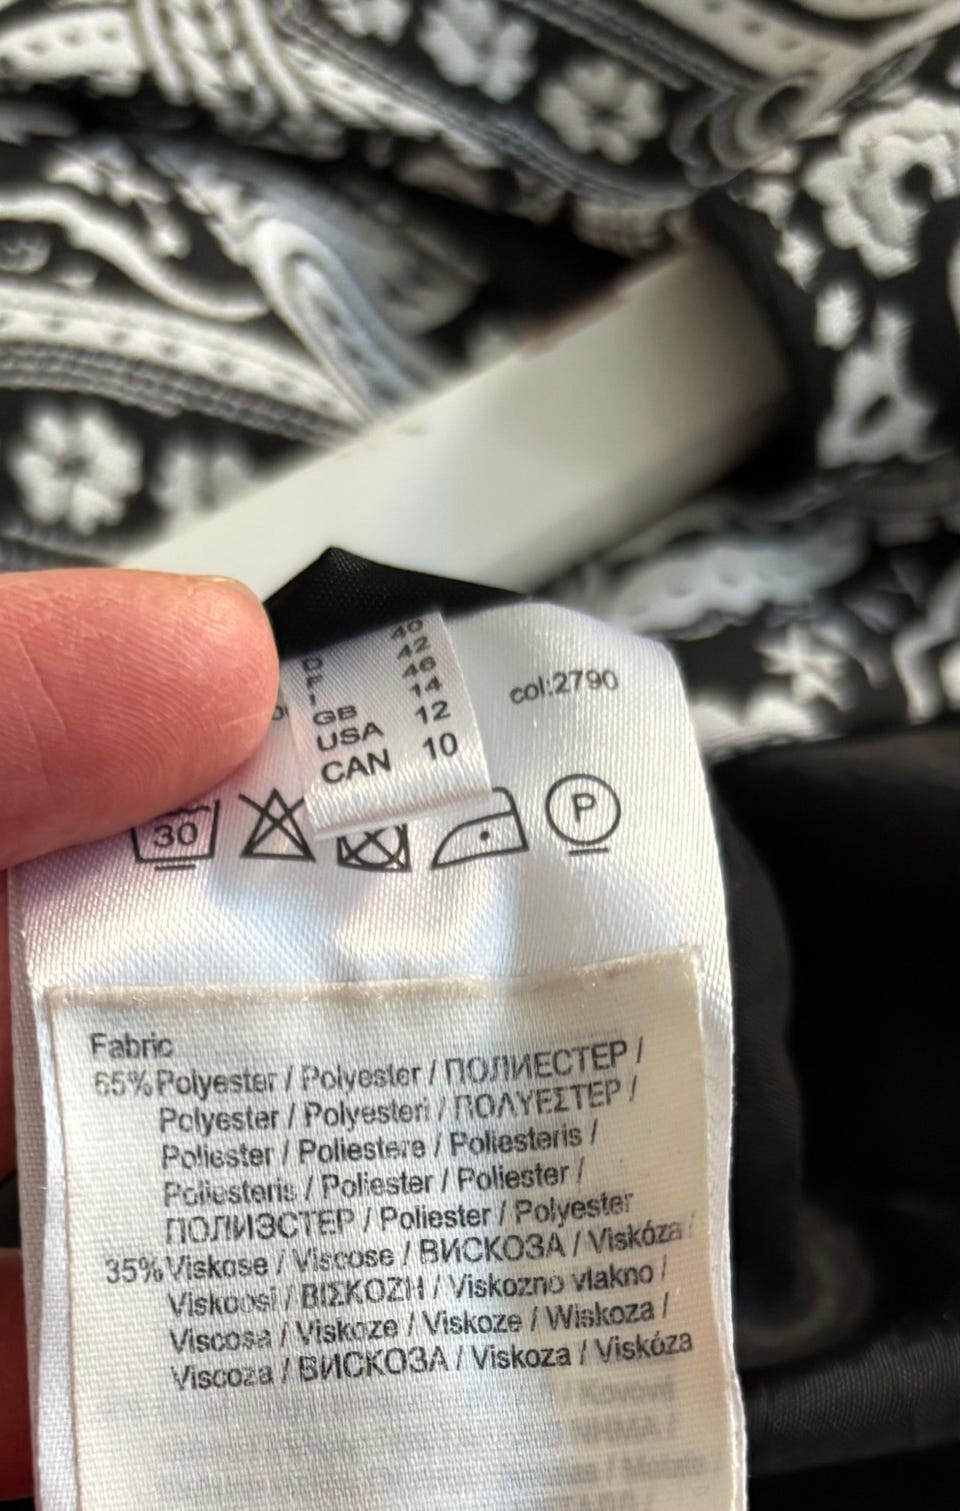 D 40
F 42
I 46
GB 14
USA 12
CAN 10
col:2790
30
P
Fabric
65% Polyester / Polyester / ПОЛИЕСТЕР /
Polyester / Polyesteri / ΠΟΛΥΕΣΤΕΡ /
Poliester / Poliestere / Poliesteris /
Poliesteris / Poliester / Poliester /
ПОЛИЭСТЕР / Poliester / Polyester
35% Viskose / Viscose / ВИСКОЗА / Viskóza /
Viskoosi / ΒΙΣΚΟΖΗ / Viskozno vlakno /
Viscosa / Viskoze / Viskoze / Wiskoza /
Viscoza / ВИСКОЗА / Viskoza / Viskóza